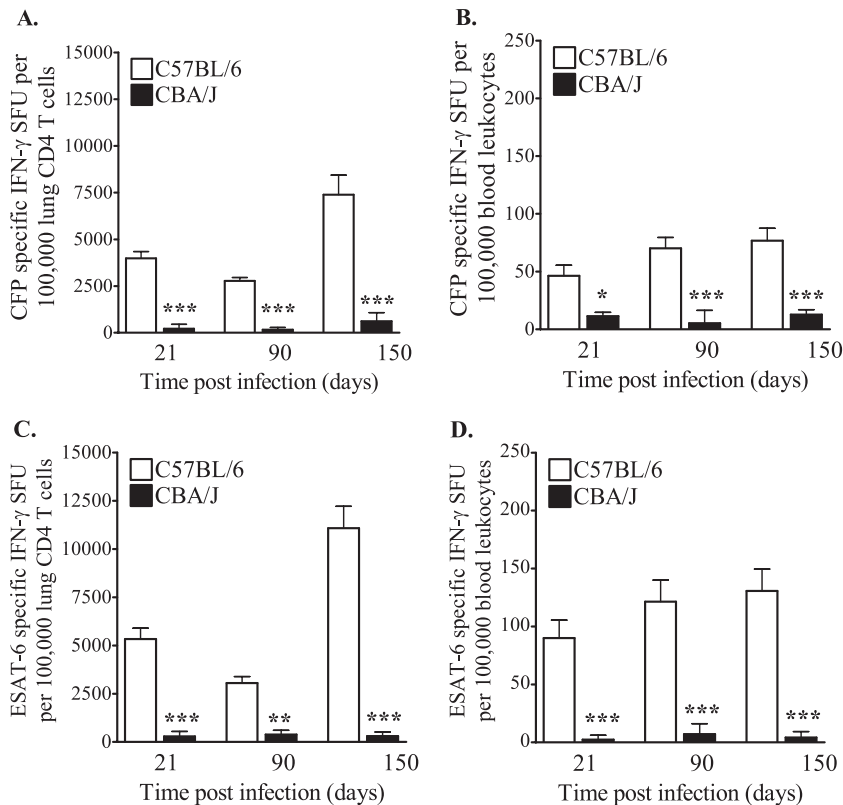 A.
CFP specific IFN-γ SFU per
100,000 lung CD4 T cells
15000
12500
10000
7500
5000
2500
0
C57BL/6
CBA/J
***
***
***
21 90 150
Time post infection (days)
B.
CFP specific IFN-γ SFU per
100,000 blood leukocytes
250
200
150
100
50
0
C57BL/6
CBA/J
*
***
***
21 90 150
Time post infection (days)
C.
ESAT-6 specific IFN-γ SFU
per 100,000 lung CD4 T cells
15000
12500
10000
7500
5000
2500
0
C57BL/6
CBA/J
***
**
***
21 90 150
Time post infection (days)
D.
ESAT-6 specific IFN-γ SFU
per 100,000 blood leukocytes
250
200
150
100
50
0
C57BL/6
CBA/J
***
***
***
21 90 150
Time post infection (days)